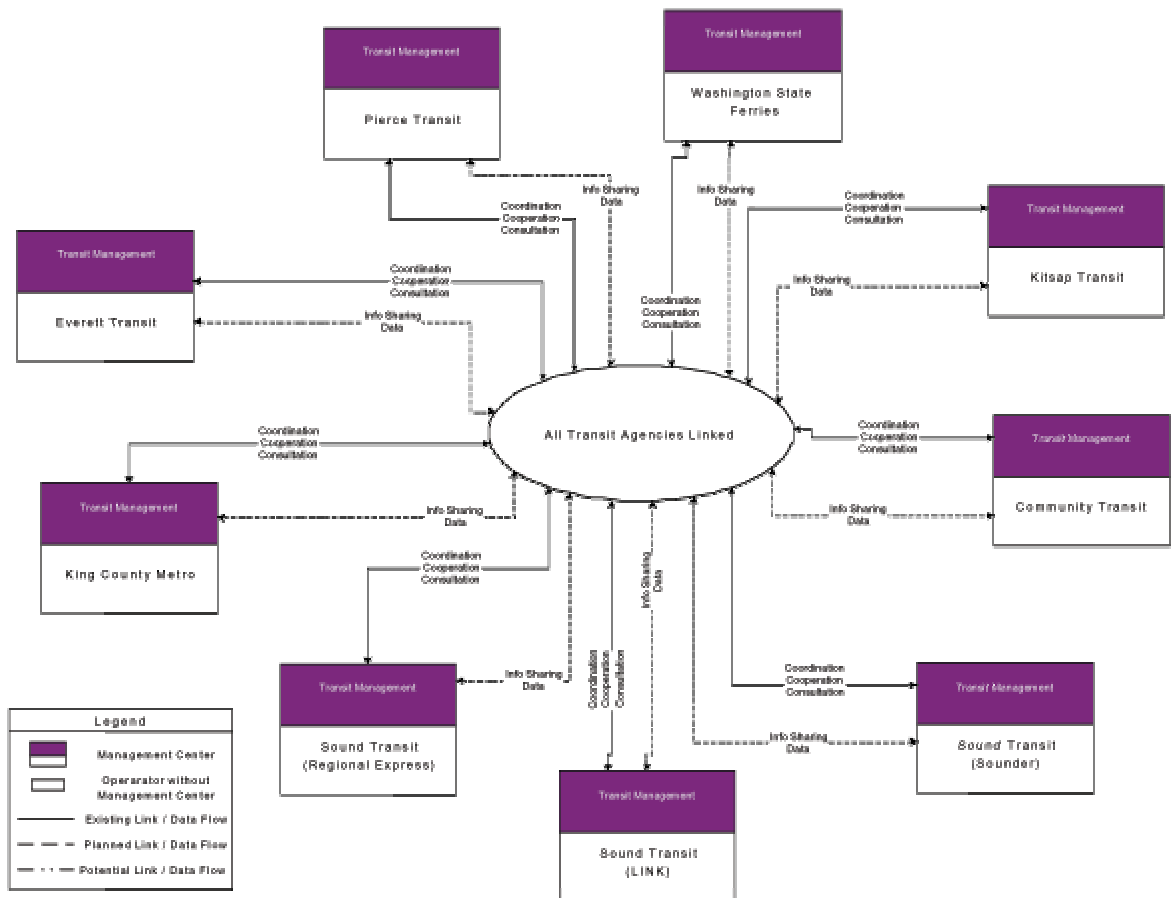 Transit Management
Pierce Transit
Transit Management
Washington State
Ferries
Transit Management
Kitsap Transit
Transit Management
Everett Transit
Coordination
Cooperation
Consultation
Info Sharing
Data
Info Sharing
Data
Coordination
Cooperation
Consultation
Coordination
Cooperation
Consultation
Info Sharing
Data
Coordination
Cooperation
Consultation
Info Sharing
Data
Coordination
Cooperation
Consultation
Info Sharing
Data
All Transit Agencies Linked
Coordination
Cooperation
Consultation
Info Sharing
Data
Transit Management
King County Metro
Coordination
Cooperation
Consultation
Info Sharing
Data
Transit Management
Community Transit
Coordination
Cooperation
Consultation
Info Sharing
Data
Transit Management
Sound Transit
(Regional Express)
Coordination
Cooperation
Consultation
Info Sharing
Data
Transit Management
Sound Transit
(LINK)
Coordination
Cooperation
Consultation
Info Sharing
Data
Transit Management
Sound Transit
(Sounder)
Legend
Management Center
Operarator without
Management Center
Existing Link / Data Flow
Planned Link / Data Flow
Potential Link / Data Flow